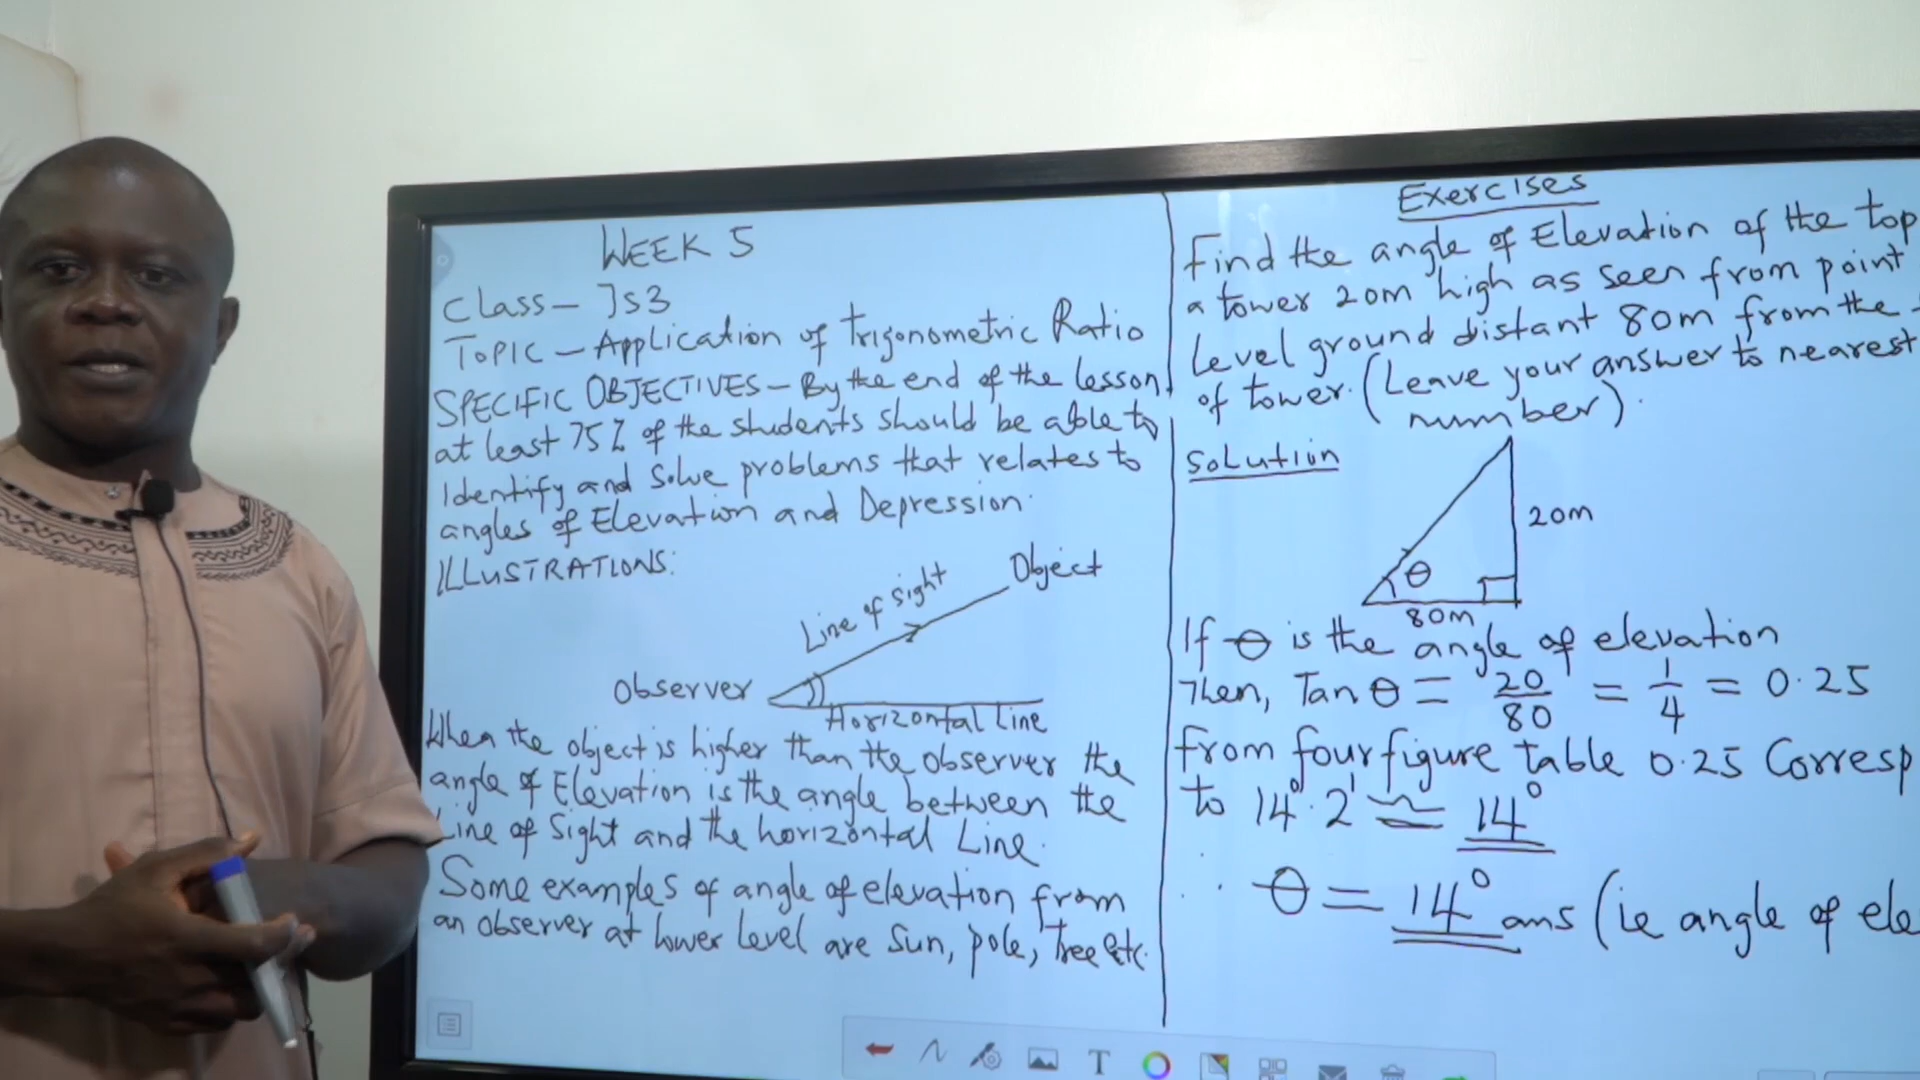 WEEK 5
class – JS3
TOPIC – Application of Trigonometric Ratio
SPECIFIC OBJECTIVES – By the end of the lesson
at least 75% of the students should be able to
Identify and Solve problems that relates to
angles of Elevation and Depression.
ILLUSTRATIONS:
Object
Line of Sight
Observer
Horizontal Line
When the object is higher than the observer the
angle of Elevation is the angle between the
Line of Sight and the horizontal Line.
Some examples of angle of elevation from
an observer at lower level are Sun, pole, Tree etc.
Exercises
Find the angle of Elevation of the top
a tower 20m high as seen from point
Level ground distant 80m from the
of tower. (Leave your answer to nearest
number).
Solution
20m
θ
80m
If θ is the angle of elevation
Then, Tan θ = 20/80 = 1/4 = 0.25
From four figure table 0.25 Corresp
to 14°.2' ≃ 14°
θ = 14° ans (ie angle of ele
T